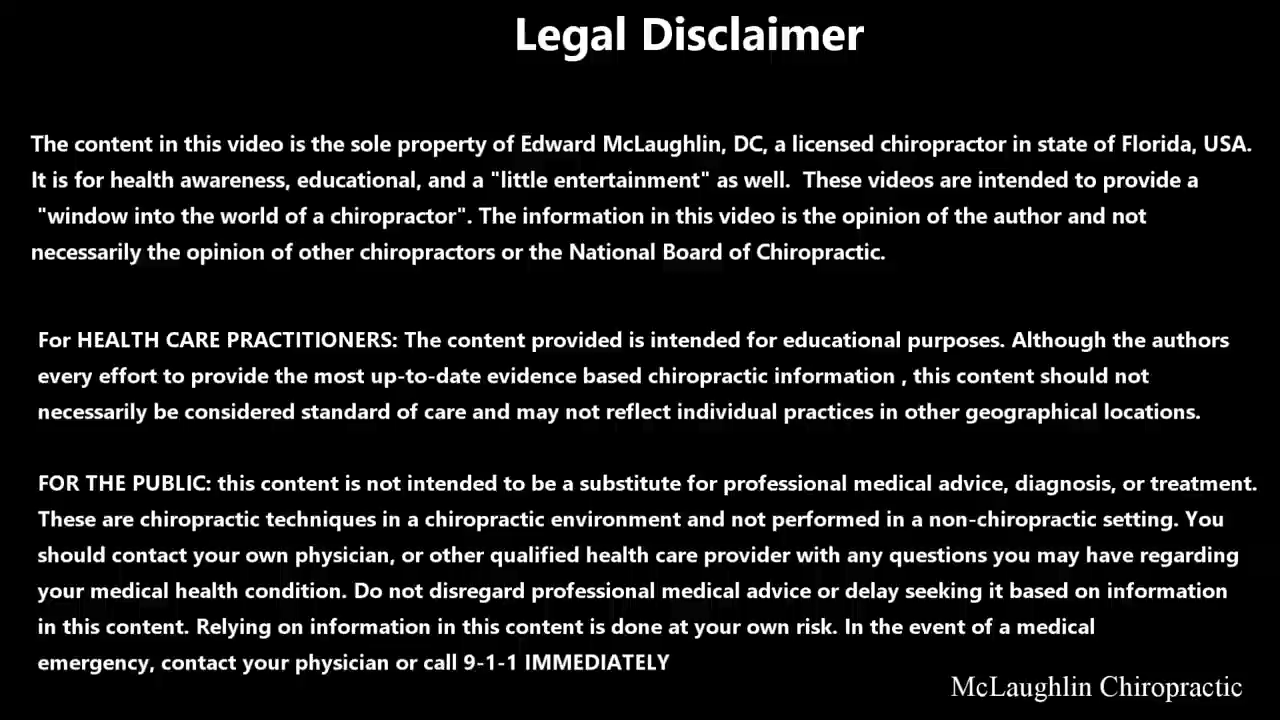 Legal Disclaimer
The content in this video is the sole property of Edward McLaughlin, DC, a licensed chiropractor in state of Florida, USA.
It is for health awareness, educational, and a "little entertainment" as well. These videos are intended to provide a
"window into the world of a chiropractor". The information in this video is the opinion of the author and not
necessarily the opinion of other chiropractors or the National Board of Chiropractic.
For HEALTH CARE PRACTITIONERS: The content provided is intended for educational purposes. Although the authors
every effort to provide the most up-to-date evidence based chiropractic information , this content should not
necessarily be considered standard of care and may not reflect individual practices in other geographical locations.
FOR THE PUBLIC: this content is not intended to be a substitute for professional medical advice, diagnosis, or treatment.
These are chiropractic techniques in a chiropractic environment and not performed in a non-chiropractic setting. You
should contact your own physician, or other qualified health care provider with any questions you may have regarding
your medical health condition. Do not disregard professional medical advice or delay seeking it based on information
in this content. Relying on information in this content is done at your own risk. In the event of a medical
emergency, contact your physician or call 9-1-1 IMMEDIATELY
McLaughlin Chiropractic